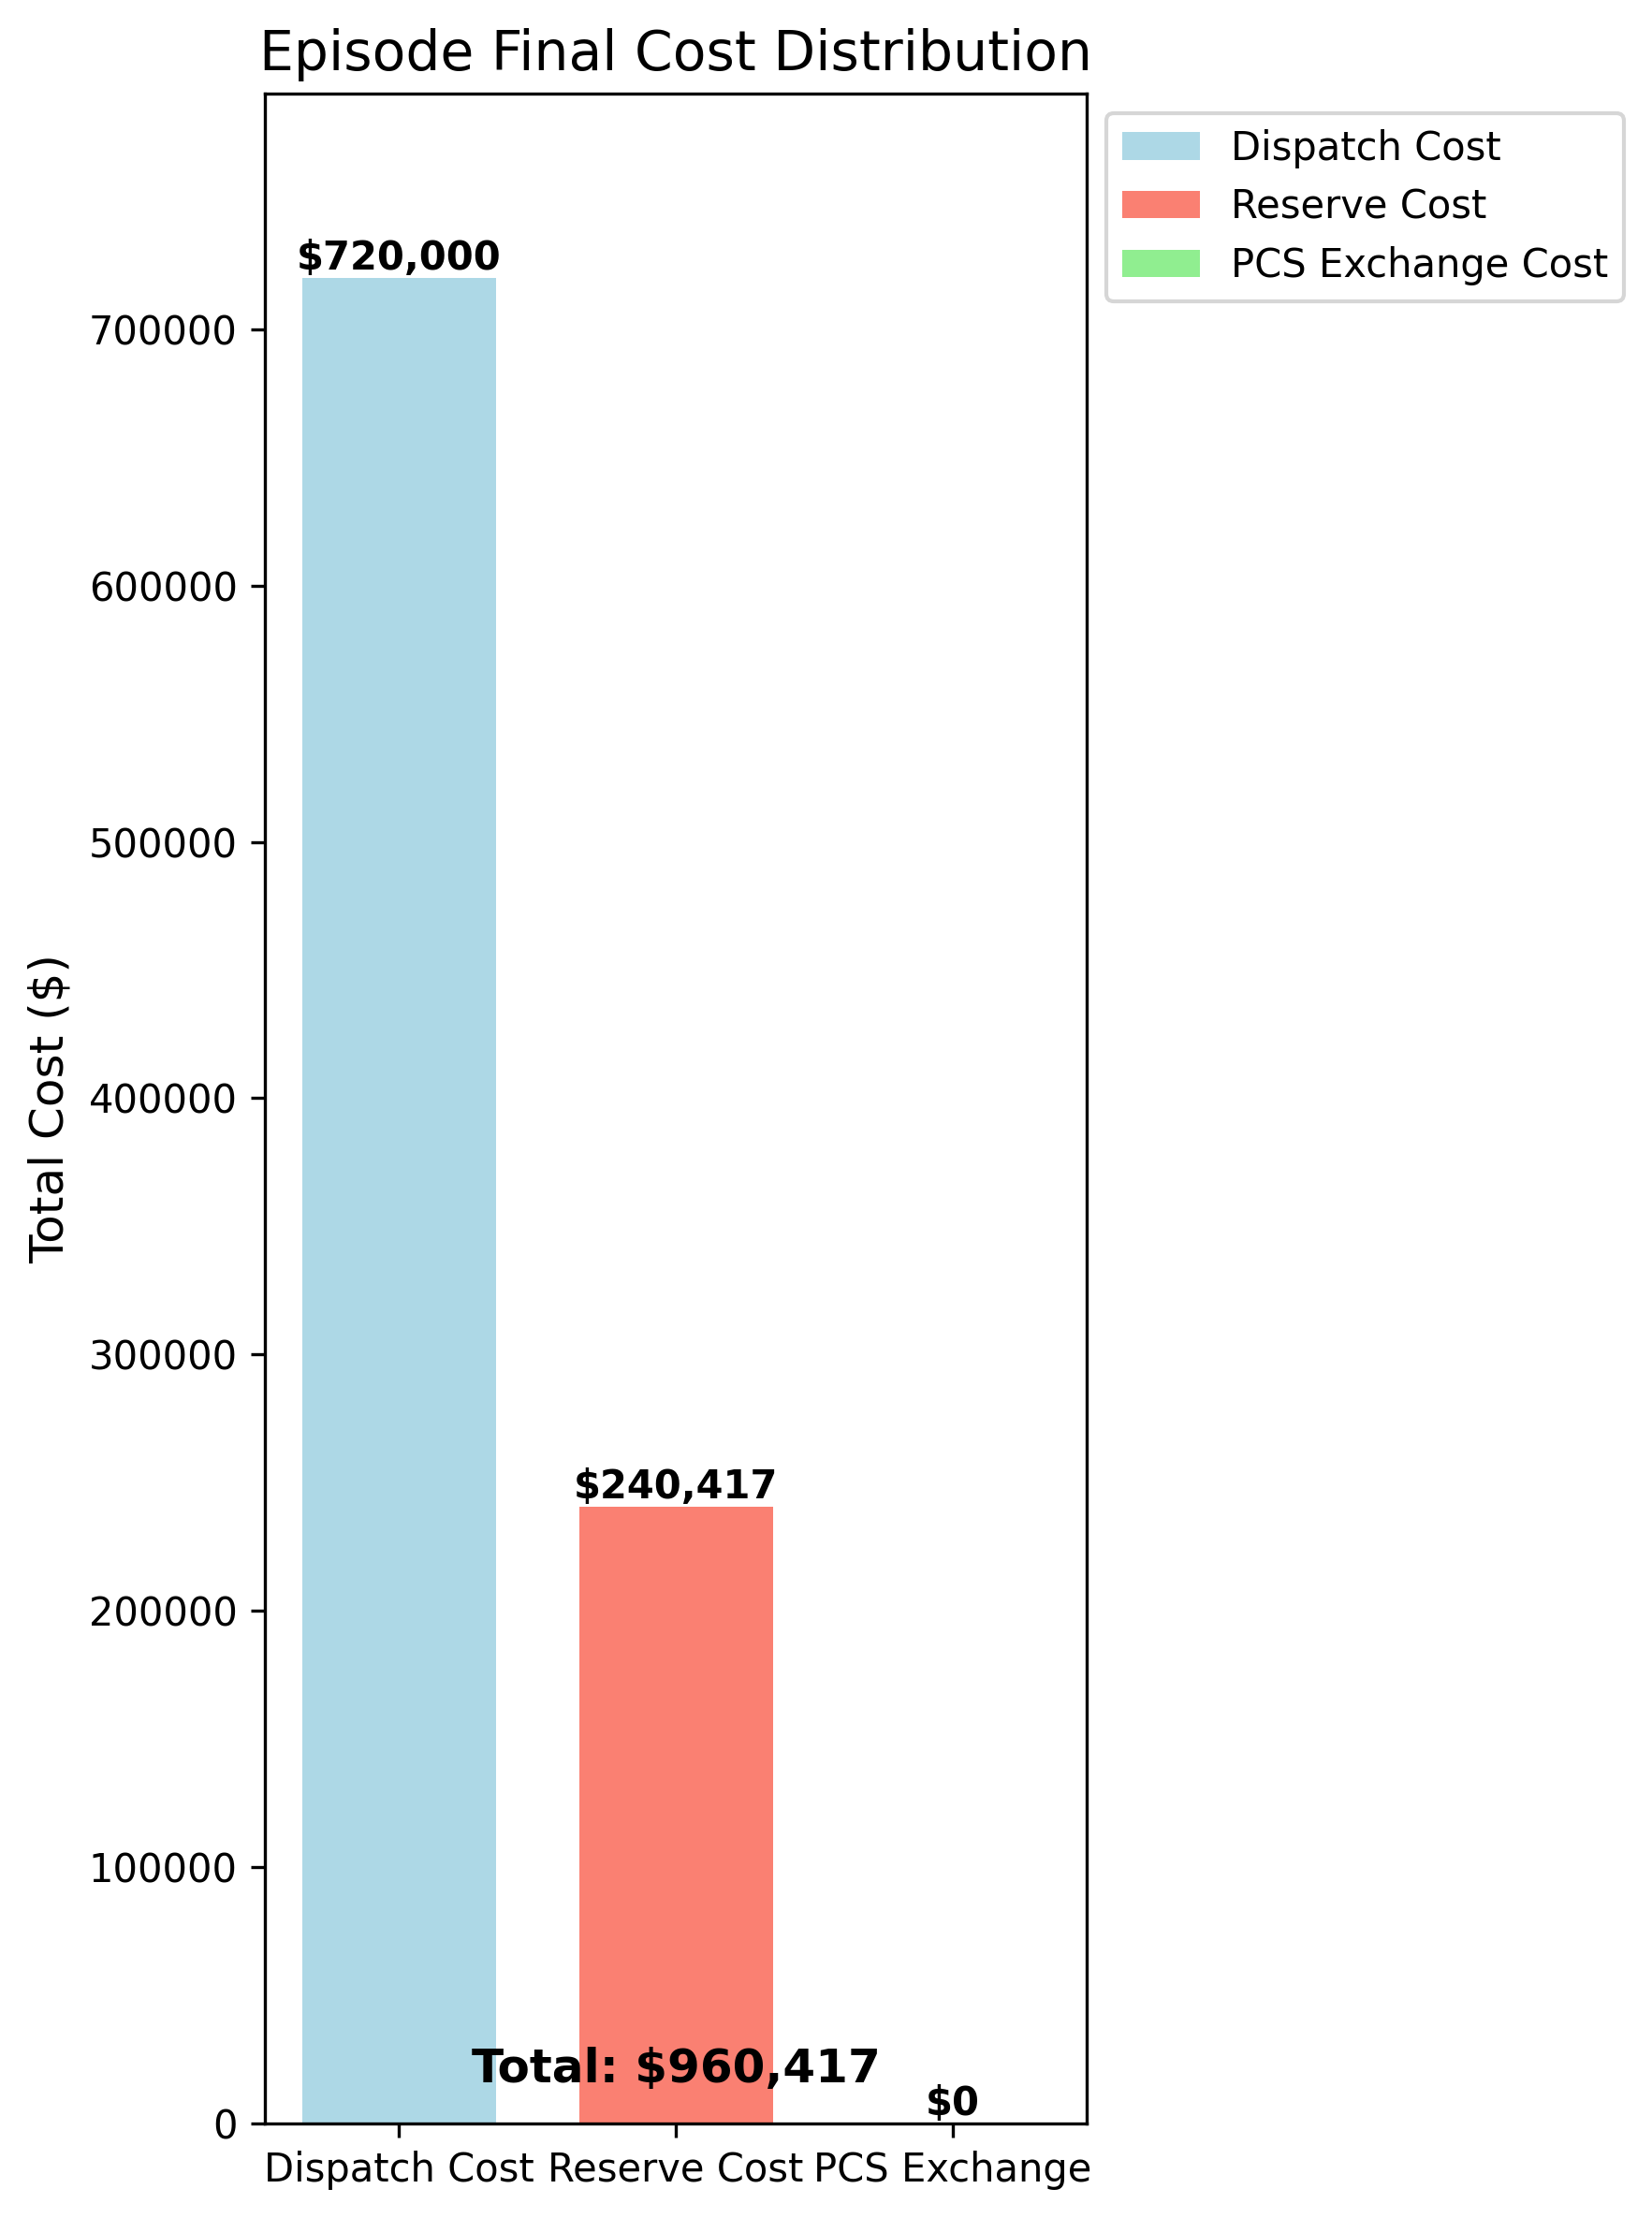 Episode Final Cost Distribution
Dispatch Cost
Reserve Cost
PCS Exchange Cost
$720,000
700000
600000
500000
400000
300000
200000
100000
0
Total Cost ($)
$240,417
Total: $960,417
$0
Dispatch Cost
Reserve Cost
PCS Exchange